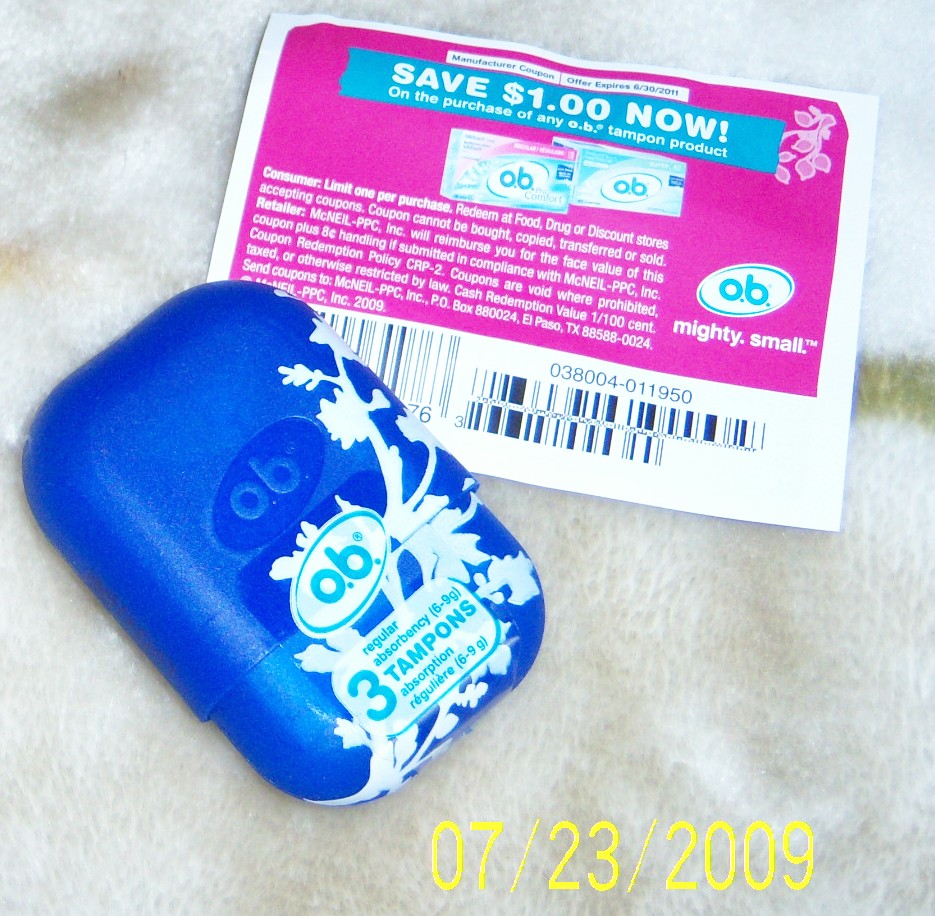 Manufacturer Coupon | Offer Expires 6/30/2011
SAVE $1.00 NOW!
On the purchase of any o.b.® tampon product
o.b.
Comfort
o.b.
Consumer: Limit one per purchase. Redeem at Food, Drug or Discount stores
accepting coupons. Coupon cannot be bought, copied, transferred or sold.
Retailer: McNEIL-PPC, Inc. will reimburse you for the face value of this
coupon plus 8¢ handling if submitted in compliance with McNEIL-PPC, Inc.
Coupon Redemption Policy CRP-2. Coupons are void where prohibited,
taxed, or otherwise restricted by law. Cash Redemption Value 1/100 cent.
Send coupons to: McNEIL-PPC, Inc., P.O. Box 880024, El Paso, TX 88588-0024.
McNEIL-PPC, Inc. 2009.
o.b.
mighty. small.™
038004-011950
76 3
o.b.®
o.b.®
regular
absorbency (6-9g)
3 TAMPONS
absorption
régulière (6-9 g)
07/23/2009